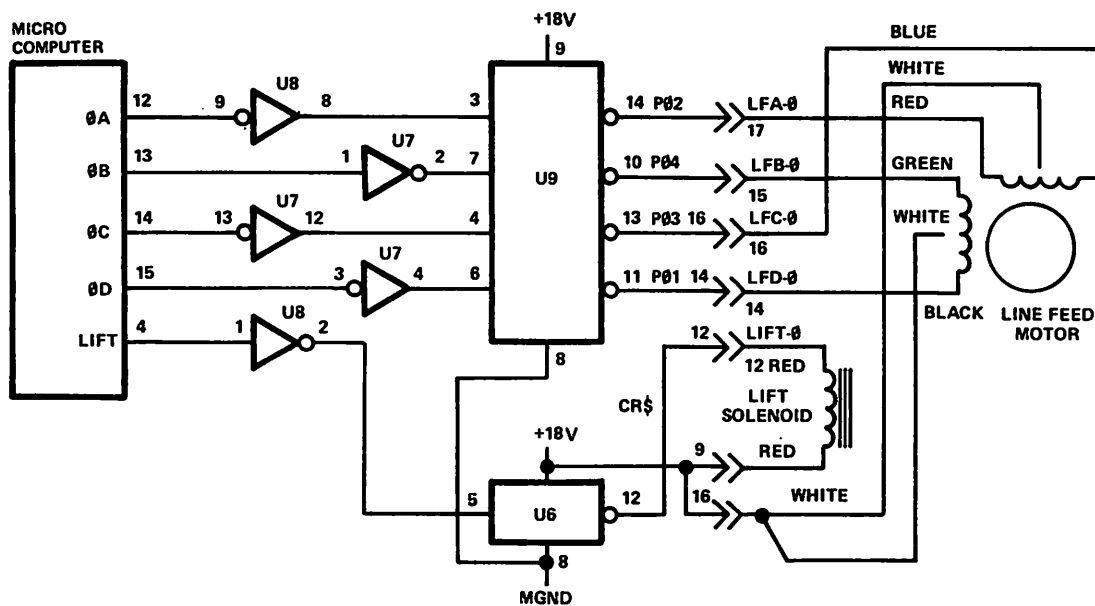 MICRO
COMPUTER
+18V
9
BLUE
WHITE
RED
ØA 12 9 U8 8 3 14 PØ2 LFA-Ø
17
ØB 13 1 U7 2 7 U9 10 PØ4 LFB-Ø GREEN
15
ØC 14 13 U7 12 4 13 PØ3 16 LFC-Ø WHITE
16
ØD 15 3 U7 4 6 11 PØ1 14 LFD-Ø
14
BLACK
LINE FEED
MOTOR
LIFT 4 1 U8 2
8
12 LIFT-Ø
12 RED
CR$
LIFT
SOLENOID
+18V
9 RED
5 U6 12
16 WHITE
8
MGND